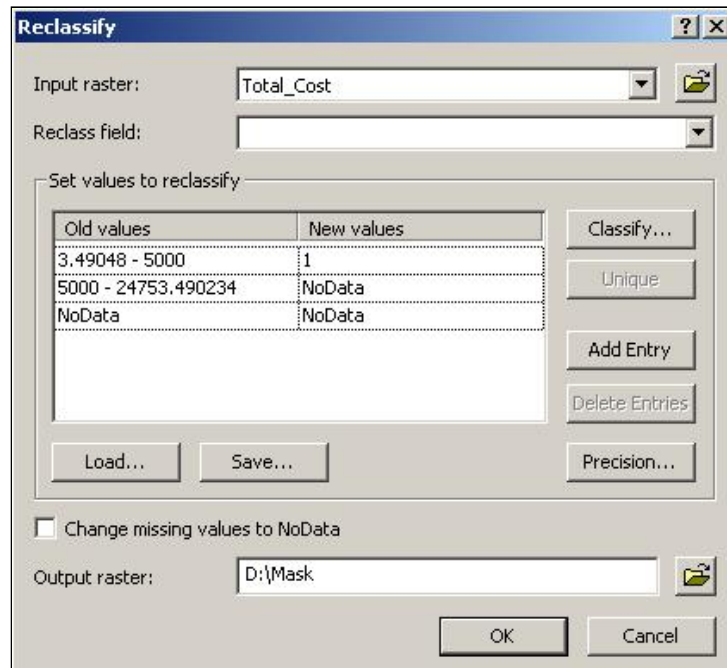 Reclassify
Input raster: Total_Cost
Reclass field:
Set values to reclassify
Old values New values
3.49048 - 5000 1
5000 - 24753.490234 NoData
NoData NoData
Classify...
Unique
Add Entry
Delete Entries
Load... Save... Precision...
Change missing values to NoData
Output raster: D:\Mask
OK Cancel